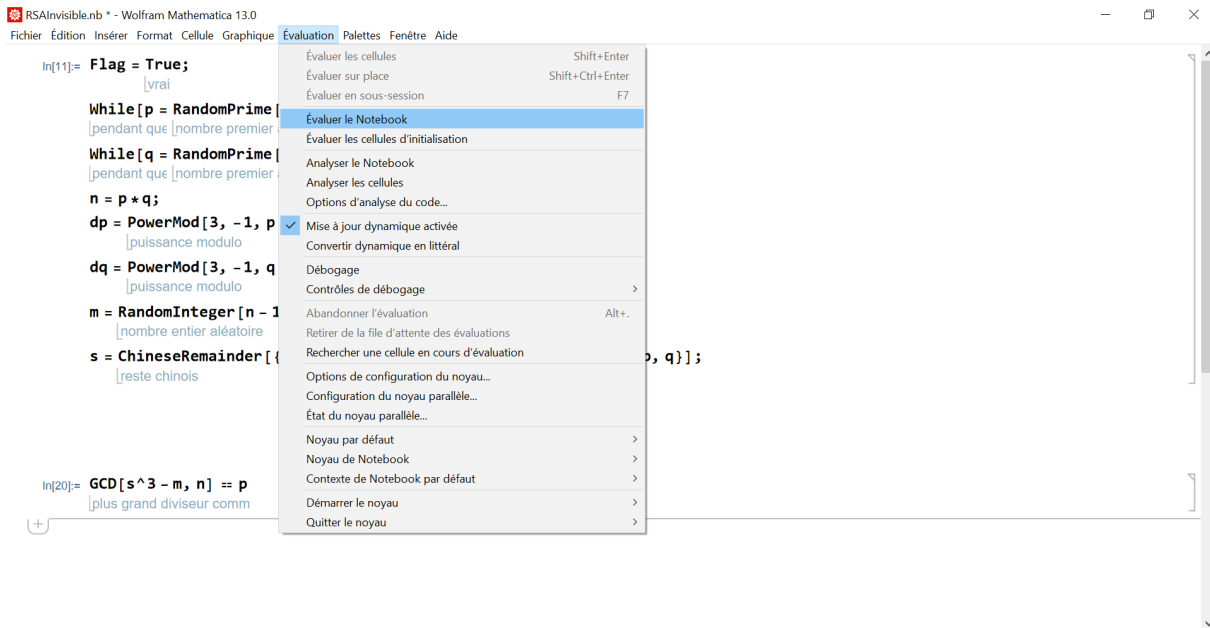 RSAInvisible.nb * - Wolfram Mathematica 13.0
Fichier Édition Insérer Format Cellule Graphique Évaluation Palettes Fenêtre Aide
In[11]:= Flag = True;
vrai
While[p = RandomPrime[
pendant que nombre premier
While[q = RandomPrime[
pendant que nombre premier
n = p * q;
dp = PowerMod[3, -1, p
puissance modulo
dq = PowerMod[3, -1, q
puissance modulo
m = RandomInteger[n - 1
nombre entier aléatoire
s = ChineseRemainder[{ p, q}];
reste chinois
In[20]:= GCD[s^3 - m, n] == p
plus grand diviseur comm
Évaluer les cellules Shift+Enter
Évaluer sur place Shift+Ctrl+Enter
Évaluer en sous-session F7
Évaluer le Notebook
Évaluer les cellules d'initialisation
Analyser le Notebook
Analyser les cellules
Options d'analyse du code...
Mise à jour dynamique activée
Convertir dynamique en littéral
Débogage
Contrôles de débogage
Abandonner l'évaluation Alt+.
Retirer de la file d'attente des évaluations
Rechercher une cellule en cours d'évaluation
Options de configuration du noyau...
Configuration du noyau parallèle...
État du noyau parallèle...
Noyau par défaut
Noyau de Notebook
Contexte de Notebook par défaut
Démarrer le noyau
Quitter le noyau